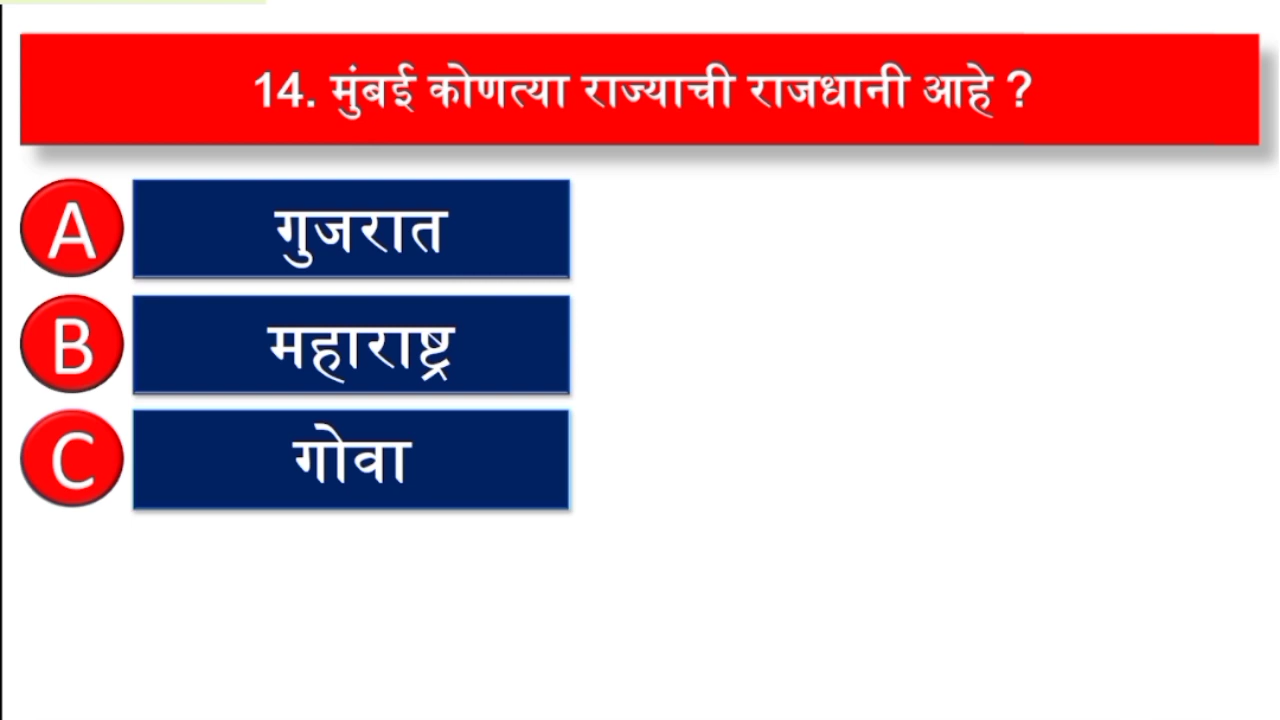 14. मुंबई कोणत्या राज्याची राजधानी आहे ?
A गुजरात
B महाराष्ट्र
C गोवा